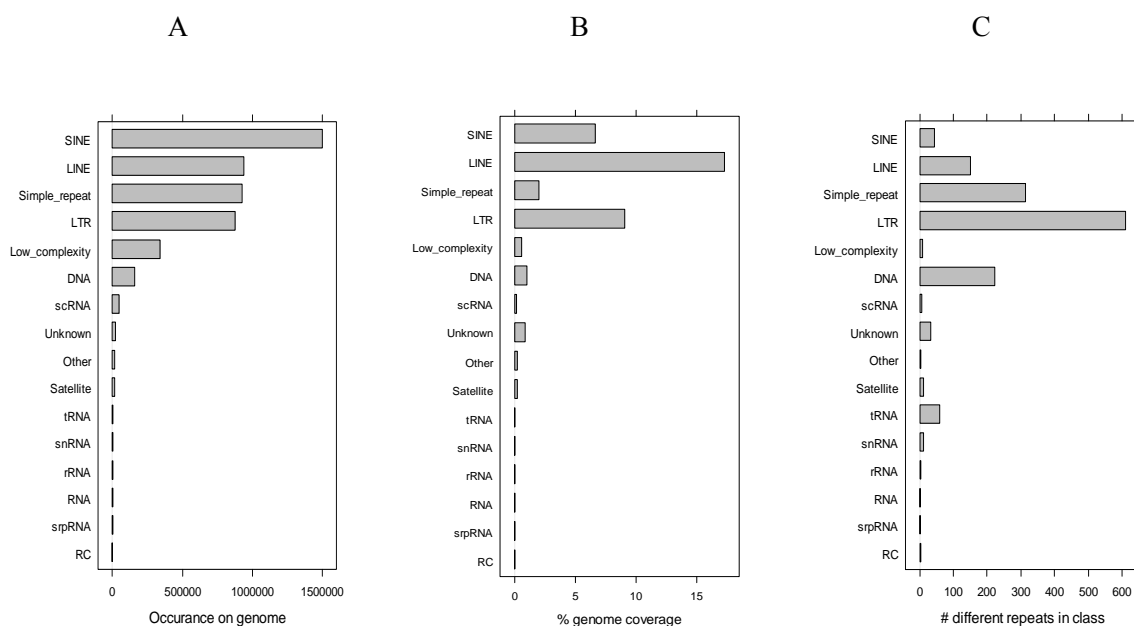 A
B
C
SINE
LINE
Simple_repeat
LTR
Low_complexity
DNA
scRNA
Unknown
Other
Satellite
tRNA
snRNA
rRNA
RNA
srpRNA
RC
0
500000
1000000
1500000
Occurance on genome
SINE
LINE
Simple_repeat
LTR
Low_complexity
DNA
scRNA
Unknown
Other
Satellite
tRNA
snRNA
rRNA
RNA
srpRNA
RC
0
5
10
15
% genome coverage
SINE
LINE
Simple_repeat
LTR
Low_complexity
DNA
scRNA
Unknown
Other
Satellite
tRNA
snRNA
rRNA
RNA
srpRNA
RC
0
100
200
300
400
500
600
# different repeats in class